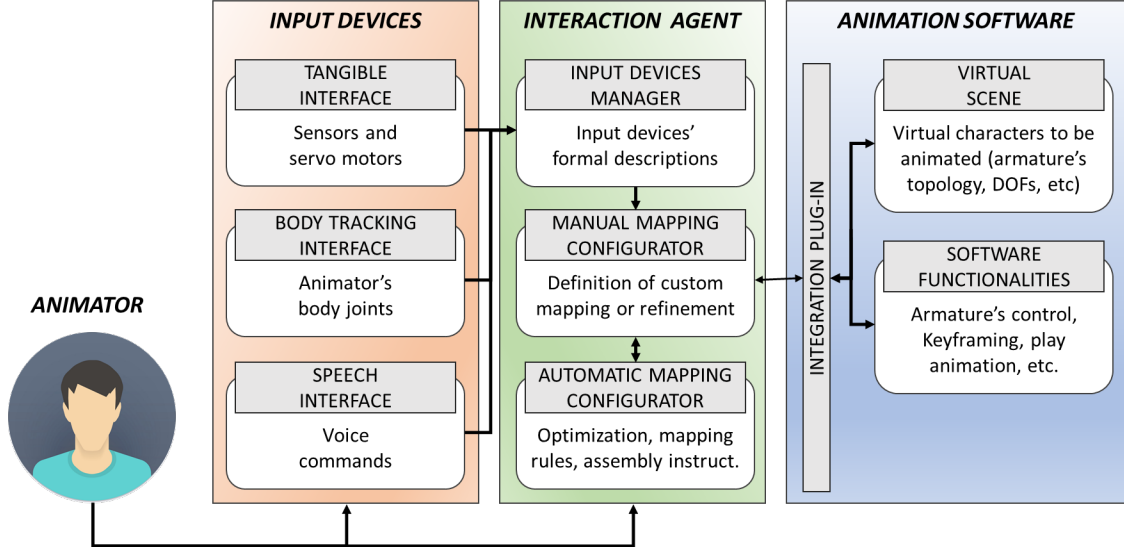 INPUT DEVICES
TANGIBLE
INTERFACE
Sensors and
servo motors
BODY TRACKING
INTERFACE
Animator’s
body joints
SPEECH
INTERFACE
Voice
commands
ANIMATOR
INTERACTION AGENT
INPUT DEVICES
MANAGER
Input devices’
formal descriptions
MANUAL MAPPING
CONFIGURATOR
Definition of custom
mapping or refinement
AUTOMATIC MAPPING
CONFIGURATOR
Optimization, mapping
rules, assembly instruct.
ANIMATION SOFTWARE
INTEGRATION PLUG-IN
VIRTUAL
SCENE
Virtual characters to be
animated (armature’s
topology, DOFs, etc)
SOFTWARE
FUNCTIONALITIES
Armature’s control,
Keyframing, play
animation, etc.